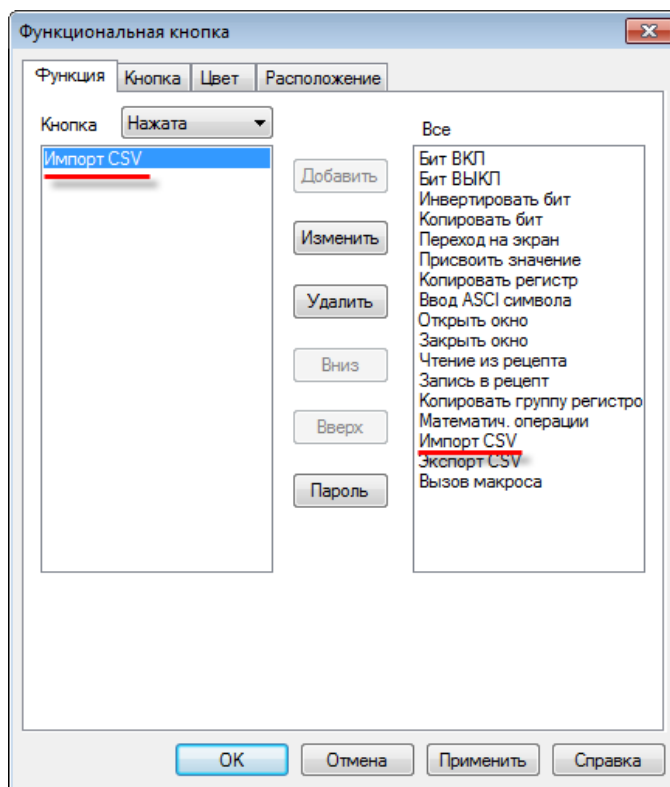 Функциональная кнопка
Функция Кнопка Цвет Расположение
Кнопка Нажата
Все
Импорт CSV
Добавить
Изменить
Удалить
Вниз
Вверх
Пароль
Бит ВКЛ
Бит ВЫКЛ
Инвертировать бит
Копировать бит
Переход на экран
Присвоить значение
Копировать регистр
Ввод ASCI символа
Открыть окно
Закрыть окно
Чтение из рецепта
Запись в рецепт
Копировать группу регистро
Математич. операции
Импорт CSV
Экспорт CSV
Вызов макроса
OK Отмена Применить Справка